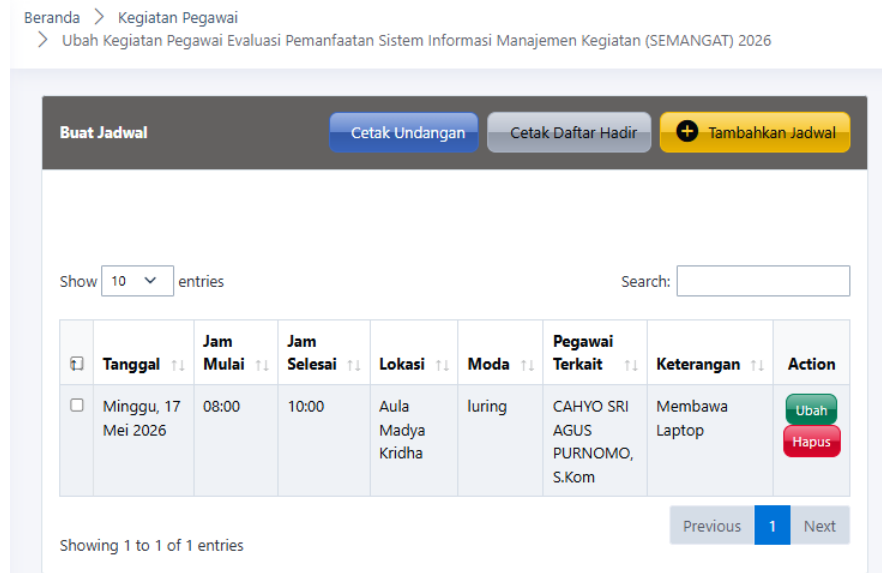 Beranda > Kegiatan Pegawai
> Ubah Kegiatan Pegawai Evaluasi Pemanfaatan Sistem Informasi Manajemen Kegiatan (SEMANGAT) 2026
Buat Jadwal
Cetak Undangan
Cetak Daftar Hadir
Tambahkan Jadwal
Show 10 entries
Search:
Tanggal
Jam Mulai
Jam Selesai
Lokasi
Moda
Pegawai Terkait
Keterangan
Action
Minggu, 17 Mei 2026
08:00
10:00
Aula Madya Kridha
luring
CAHYO SRI AGUS PURNOMO, S.Kom
Membawa Laptop
Ubah
Hapus
Previous 1 Next
Showing 1 to 1 of 1 entries